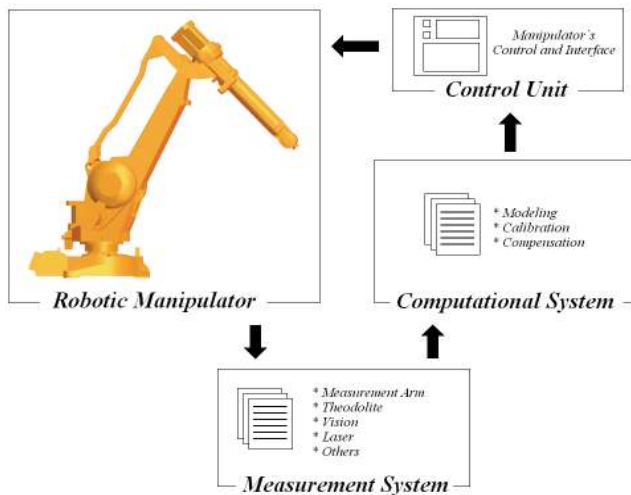 Manipulator´s
Control and Interface
Control Unit
* Modeling
* Calibration
* Compensation
Robotic Manipulator
Computational System
* Measurement Arm
* Theodolite
* Vision
* Laser
* Others
Measurement System